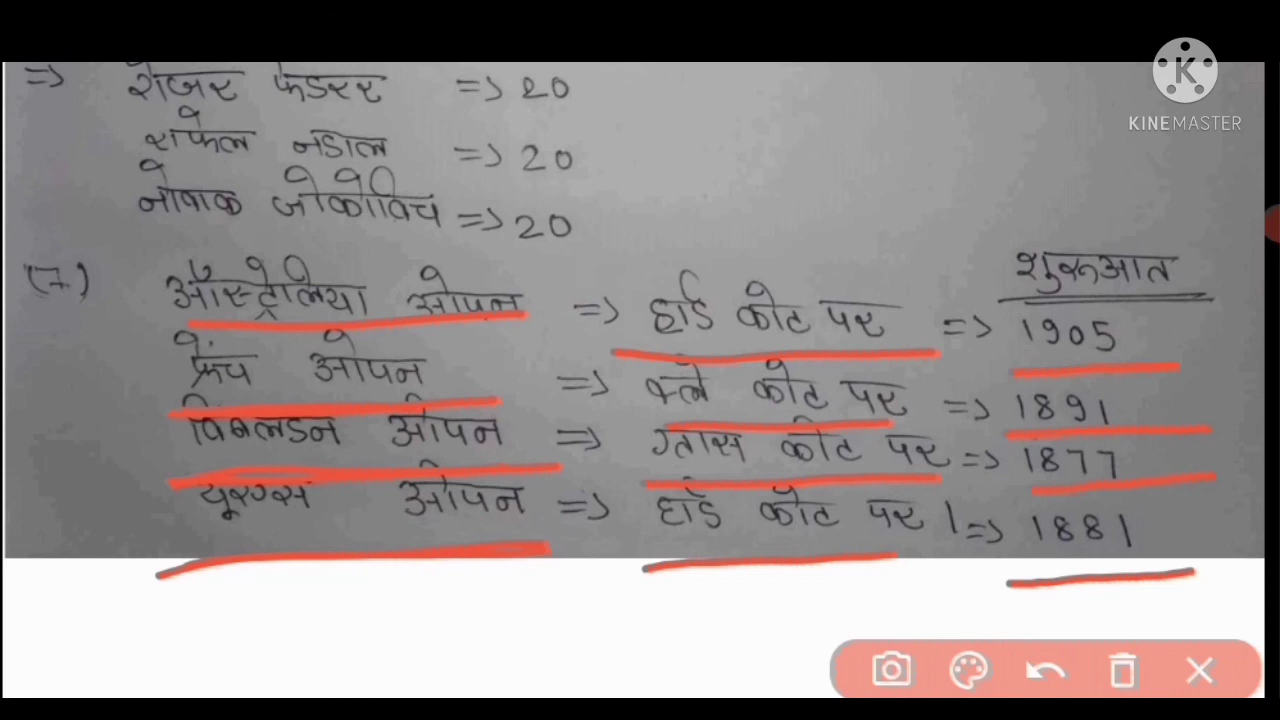 => रोजर फेडरर => 20
राफेल नडाल => 20
नोवाक जोकोविच => 20
KINEMASTER
शुरूआत
(7) ऑस्ट्रेलिया ओपन => हार्ड कोट पर => 1905
फ्रेंच ओपन => क्ले कोट पर => 1891
विंबलडन ओपन => ग्लास कोट पर => 1877
यूएस ओपन => हार्ड कोट पर । => 1881